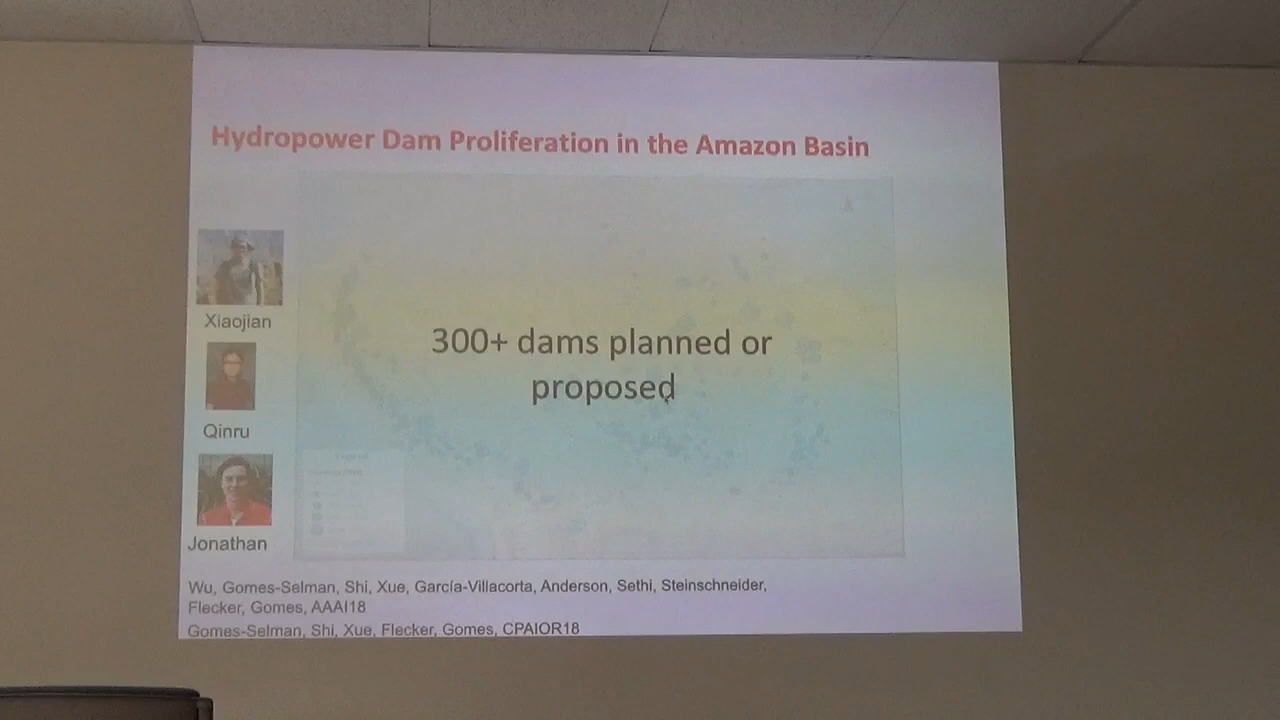 Hydropower Dam Proliferation in the Amazon Basin
300+ dams planned or
proposed
Xiaojian
Qinru
Jonathan
Wu, Gomes-Selman, Shi, Xue, García-Villacorta, Anderson, Sethi, Steinschneider,
Flecker, Gomes, AAAI18
Gomes-Selman, Shi, Xue, Flecker, Gomes, CPAIOR18